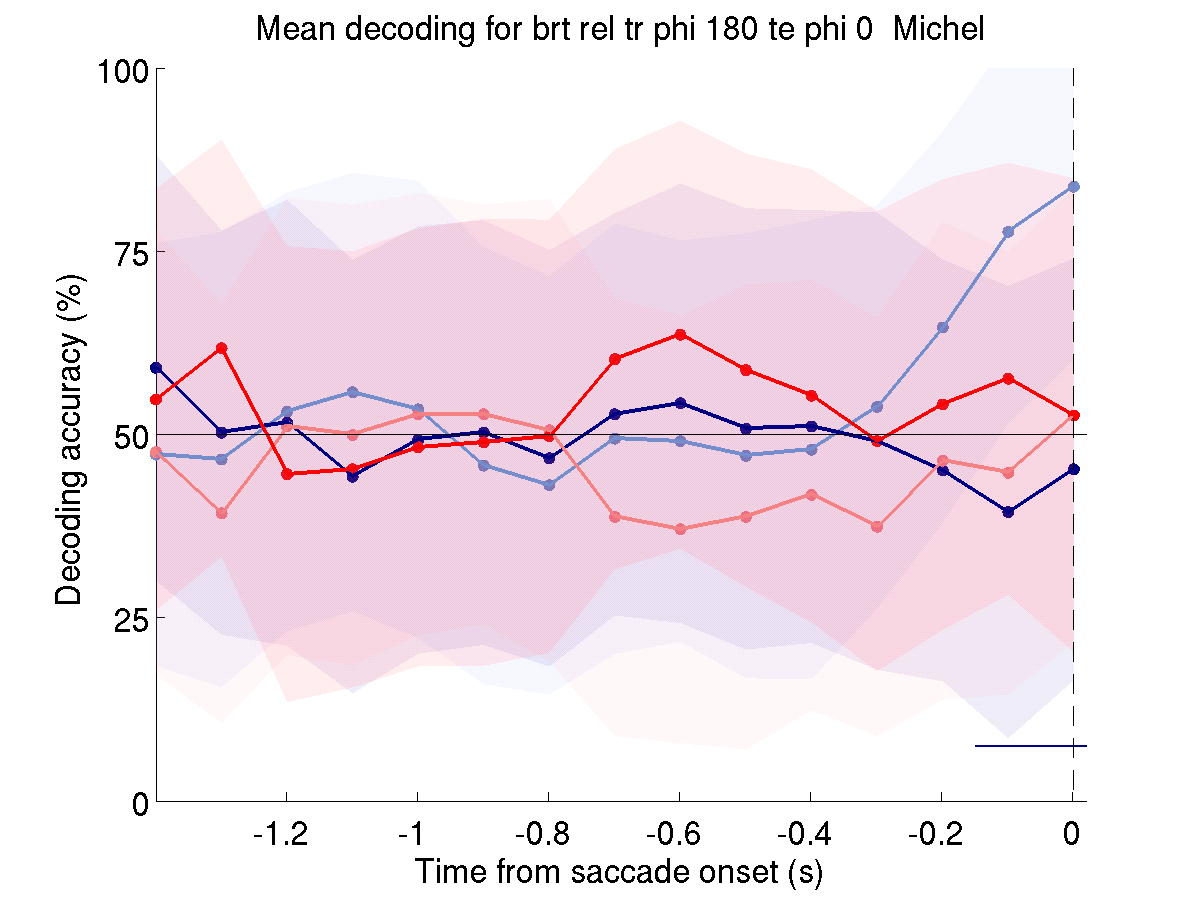 Mean decoding for brt rel tr phi 180 te phi 0  Michel
100
75
50
25
0
Decoding accuracy (%)
-1.2 -1 -0.8 -0.6 -0.4 -0.2 0
Time from saccade onset (s)